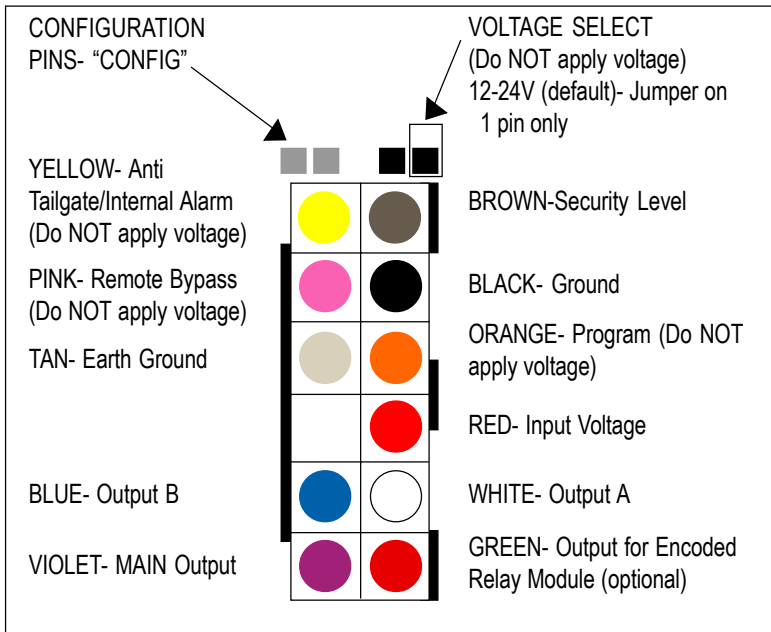 CONFIGURATION
PINS- “CONFIG”
VOLTAGE SELECT
(Do NOT apply voltage)
12-24V (default)- Jumper on
1 pin only
YELLOW- Anti
Tailgate/Internal Alarm
(Do NOT apply voltage)
BROWN-Security Level
PINK- Remote Bypass
(Do NOT apply voltage)
BLACK- Ground
TAN- Earth Ground
ORANGE- Program (Do NOT
apply voltage)
RED- Input Voltage
BLUE- Output B
WHITE- Output A
VIOLET- MAIN Output
GREEN- Output for Encoded
Relay Module (optional)